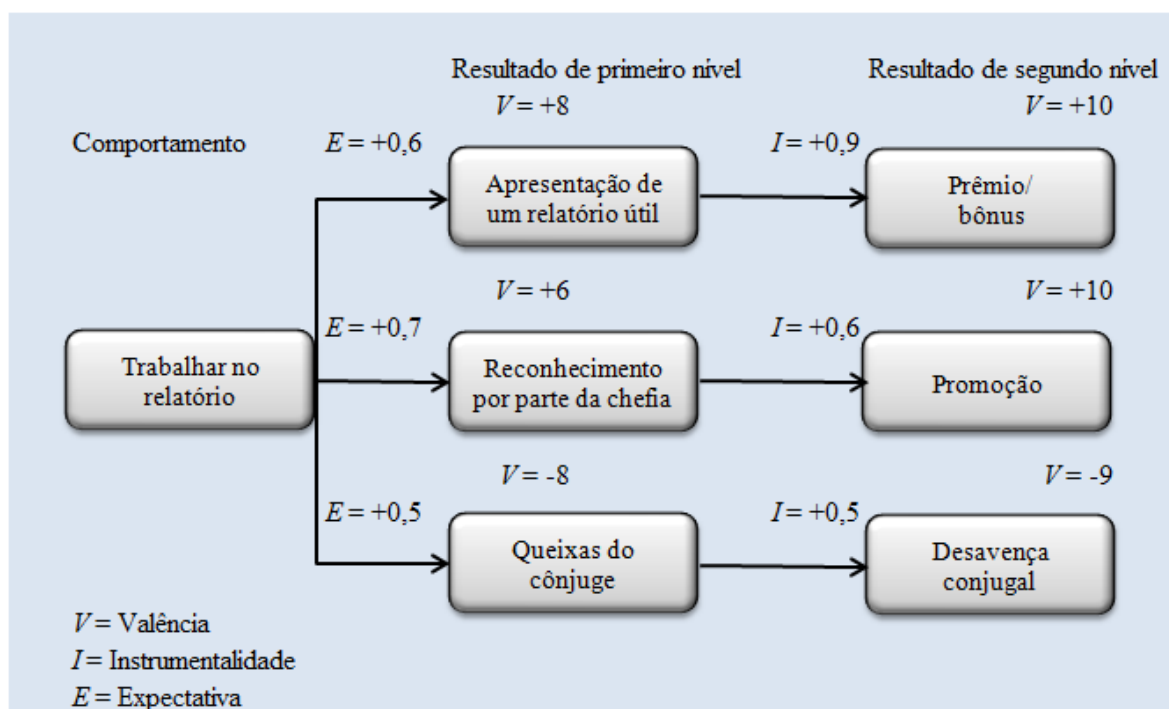 Resultado de primeiro nível
Resultado de segundo nível
V = +8
V = +10
Comportamento
E = +0,6
I = +0,9
Apresentação de
um relatório útil
Prêmio/
bônus
V = +6
V = +10
E = +0,7
I = +0,6
Trabalhar no
relatório
Reconhecimento
por parte da chefia
Promoção
V = -8
V = -9
E = +0,5
I = +0,5
Queixas do
cônjuge
Desavença
conjugal
V = Valência
I = Instrumentalidade
E = Expectativa